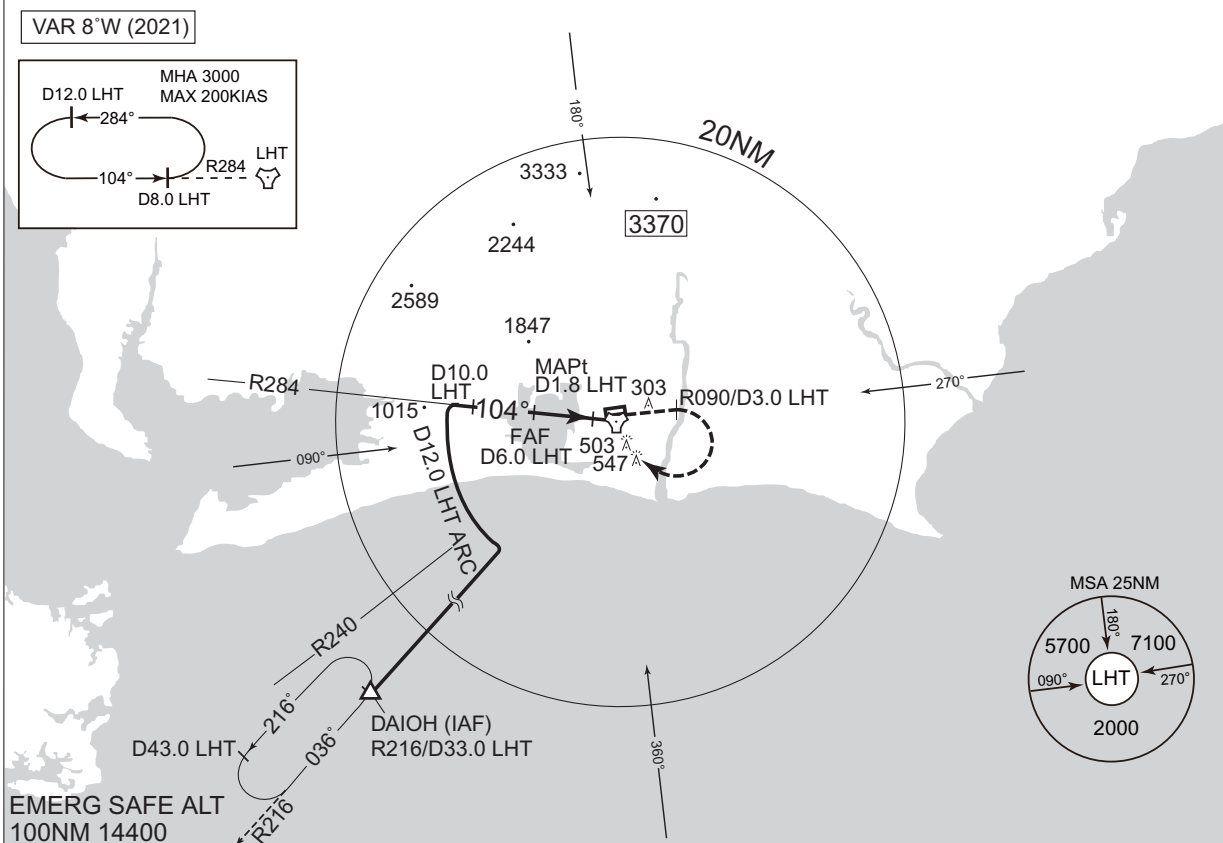 VAR 8°W (2021)
MHA 3000
MAX 200KIAS
D12.0 LHT
284°
LHT
R284
104°
D8.0 LHT
180°
20NM
3333
3370
2244
2589
1847
MAPt
D1.8 LHT
303
R090/D3.0 LHT
270°
D10.0
LHT
R284
1015
104°
FAF
D6.0 LHT
503
547
090°
D12.0 LHT ARC
R240
216°
036°
DAIOH (IAF)
R216/D33.0 LHT
D43.0 LHT
R216
360°
EMERG SAFE ALT
100NM 14400
MSA 25NM
180°
5700
7100
090°
LHT
270°
2000